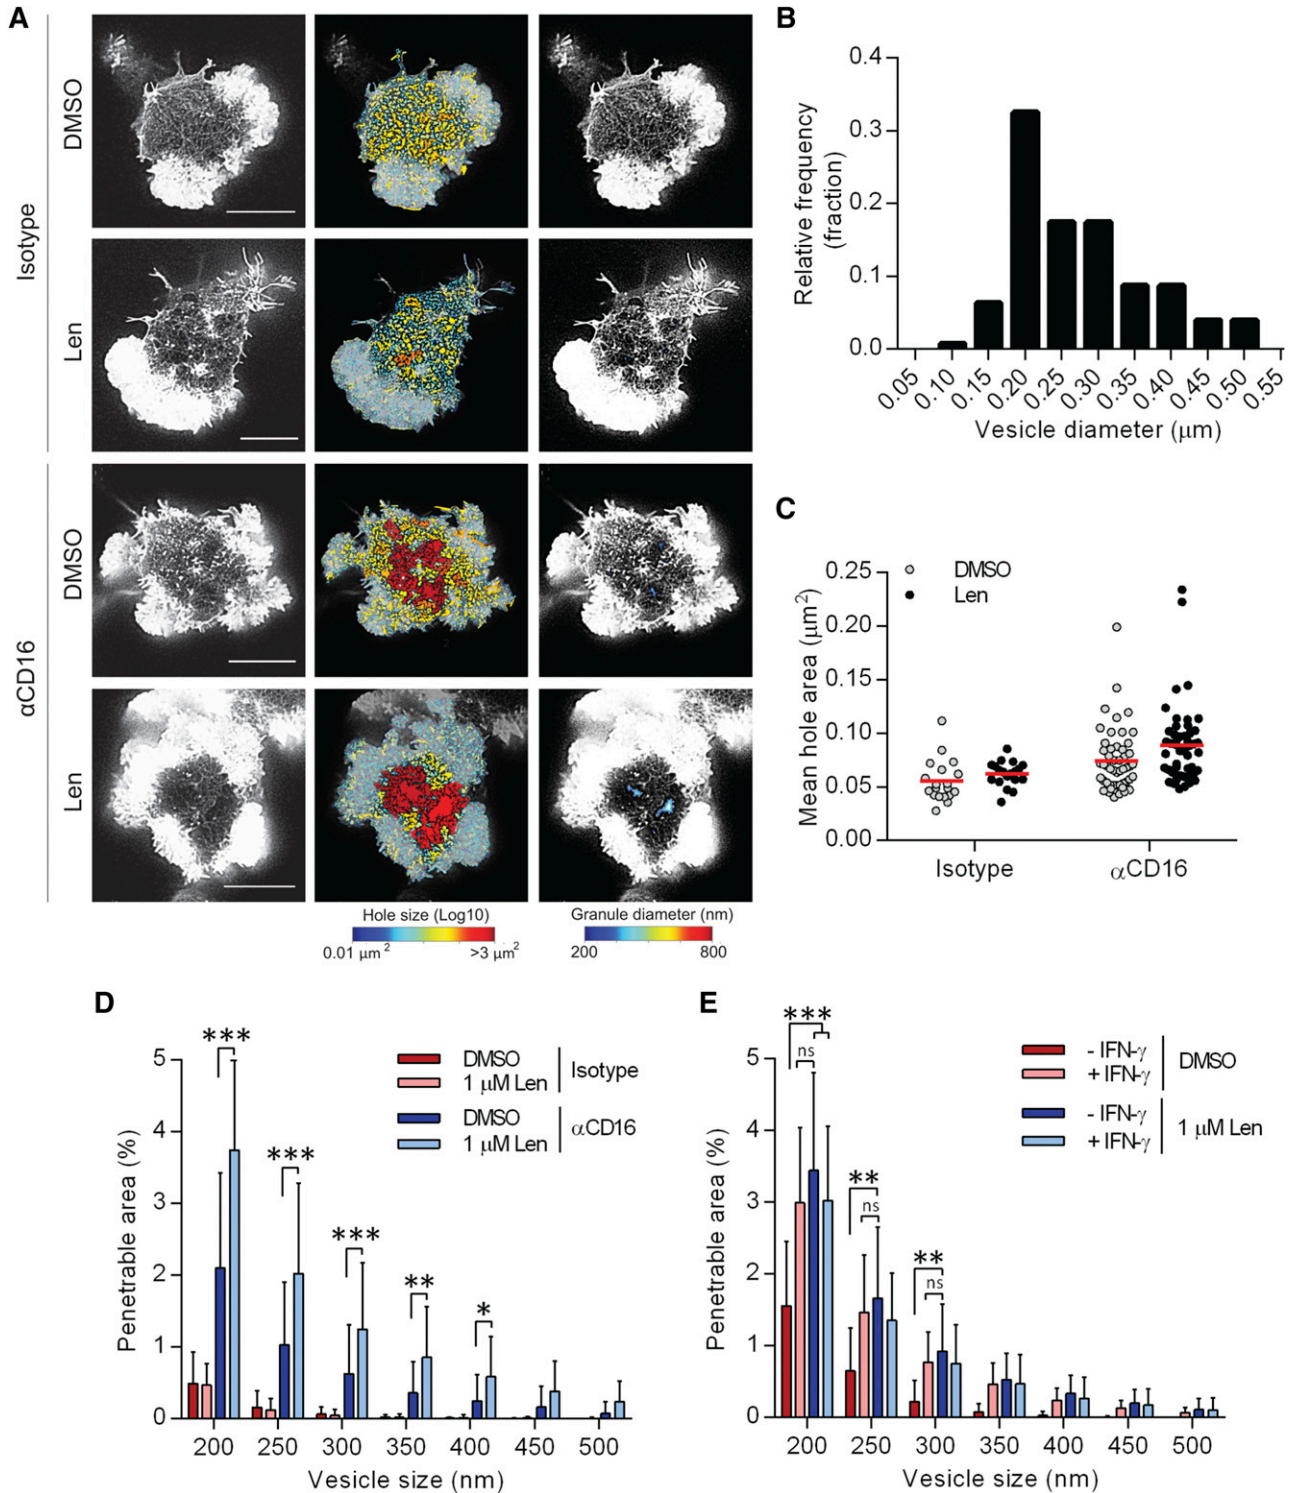 A
Isotype
DMSO
Len
αCD16
DMSO
Len
Hole size (Log10)
0.01 μm² >3 μm²
Granule diameter (nm)
200 800
B
Relative frequency
(fraction)
0.4
0.3
0.2
0.1
0.0
0.05 0.10 0.15 0.20 0.25 0.30 0.35 0.40 0.45 0.50 0.55
Vesicle diameter (μm)
C
Mean hole area (μm²)
0.25
0.20
0.15
0.10
0.05
0.00
DMSO
Len
Isotype αCD16
D
Penetrable area (%)
5
4
3
2
1
0
***
***
***
**
*
DMSO
1 μM Len
Isotype
DMSO
1 μM Len
αCD16
200 250 300 350 400 450 500
Vesicle size (nm)
E
Penetrable area (%)
5
4
3
2
1
0
***
ns
**
ns
**
ns
- IFN-γ
+ IFN-γ
DMSO
- IFN-γ
+ IFN-γ
1 μM Len
200 250 300 350 400 450 500
Vesicle size (nm)